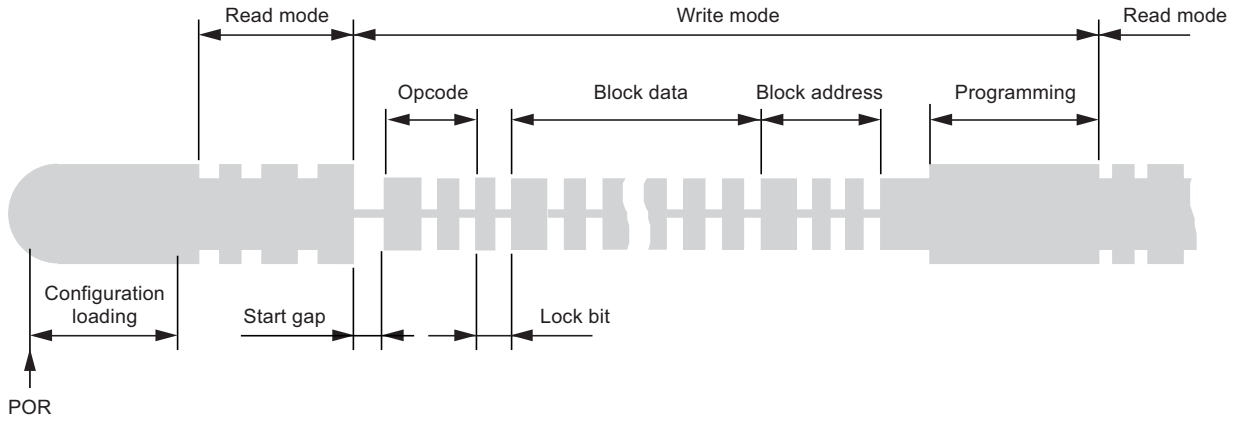 Read mode
Write mode
Read mode
Opcode
Block data
Block address
Programming
Configuration
loading
Start gap
Lock bit
POR